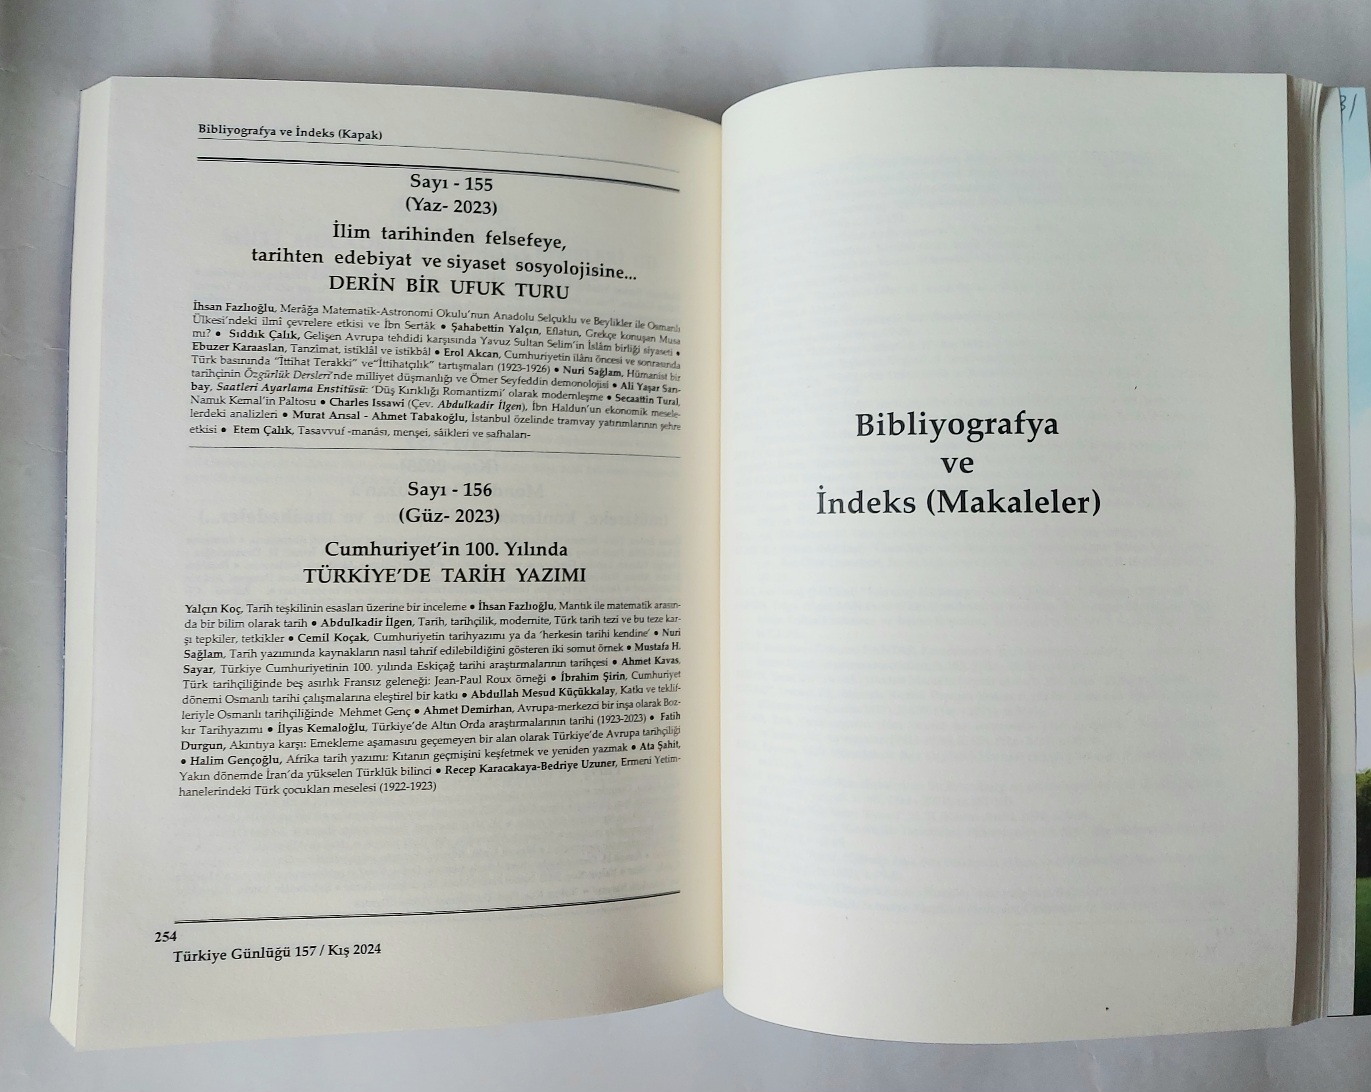 Bibliyografya ve İndeks (Kapak)
Sayı - 155
(Yaz- 2023)
İlim tarihinden felsefeye,
tarihten edebiyat ve siyaset sosyolojisine...
DERİN BİR UFUK TURU
İhsan Fazlıoğlu, Merâğa Matematik-Astronomi Okulu'nun Anadolu Selçuklu ve Beylikler ile Osmanlı
Ülkesi'ndeki ilmî çevrelere etkisi ve İbn Sertâk • Şahabettin Yalçın, Eflatun, Grekçe konuşan Musa
mı? • Sıddık Çalık, Gelişen Avrupa tehdidi karşısında Yavuz Sultan Selim'in İslâm birliği siyaseti •
Ebuzer Karaaslan, Tanzîmat, istiklâl ve istikbâl • Erol Akcan, Cumhuriyetin ilânı öncesi ve sonrasında
Türk basınında "İttihat Terakki" ve"İttihatçılık" tartışmaları (1923-1926) • Nuri Sağlam, Hümanist bir
tarihçinin Özgürlük Dersleri'nde milliyet düşmanlığı ve Ömer Seyfeddin demonolojisi • Ali Yaşar Sarı-
bay, Saatleri Ayarlama Enstitüsü: 'Düş Kırıklığı Romantizmi' olarak modernleşme • Secaattin Tural,
Namık Kemal'in Paltosu • Charles Issawi (Çev. Abdulkadir İlgen), İbn Haldun'un ekonomik mesele-
lerdeki analizleri • Murat Arısal - Ahmet Tabakoğlu, İstanbul özelinde tramvay yatırımlarının şehre
etkisi • Etem Çalık, Tasavvuf -manâsı, menşei, sâikleri ve safhaları-
Sayı - 156
(Güz- 2023)
Cumhuriyet'in 100. Yılında
TÜRKİYE'DE TARİH YAZIMI
Yalçın Koç, Tarih teşkilinin esasları üzerine bir inceleme • İhsan Fazlıoğlu, Mantık ile matematik arasın-
da bir bilim olarak tarih • Abdulkadir İlgen, Tarih, tarihçilik, modernite, Türk tarih tezi ve bu teze kar-
şı tepkiler, tetkikler • Cemil Koçak, Cumhuriyetin tarihyazımı ya da 'herkesin tarihi kendine' • Nuri
Sağlam, Tarih yazımında kaynakların nasıl tahrif edilebildiğini gösteren iki somut örnek • Mustafa H.
Sayar, Türkiye Cumhuriyetinin 100. yılında Eskiçağ tarihi araştırmalarının tarihçesi • Ahmet Kavas,
Türk tarihçiliğinde beş asırlık Fransız geleneği: Jean-Paul Roux örneği • İbrahim Şirin, Cumhuriyet
dönemi Osmanlı tarihi çalışmalarına eleştirel bir katkı • Abdullah Mesud Küçükkalay, Katkı ve teklif-
leriyle Osmanlı tarihçiliğinde Mehmet Genç • Ahmet Demirhan, Avrupa-merkezci bir inşa olarak Boz-
kır Tarihyazımı • İlyas Kemaloğlu, Türkiye'de Altın Orda araştırmalarının tarihi (1923-2023) • Fatih
Durgun, Akıntıya karşı: Emekleme aşamasını geçemeyen bir alan olarak Türkiye'de Avrupa tarihçiliği
• Halim Gençoğlu, Afrika tarih yazımı: Kıtanın geçmişini keşfetmek ve yeniden yazmak • Ata Şahit,
Yakın dönemde İran'da yükselen Türklük bilinci • Recep Karacakaya-Bedriye Uzuner, Ermeni Yetim-
hanelerindeki Türk çocukları meselesi (1922-1923)
254
Türkiye Günlüğü 157 / Kış 2024
Bibliyografya
ve
İndeks (Makaleler)